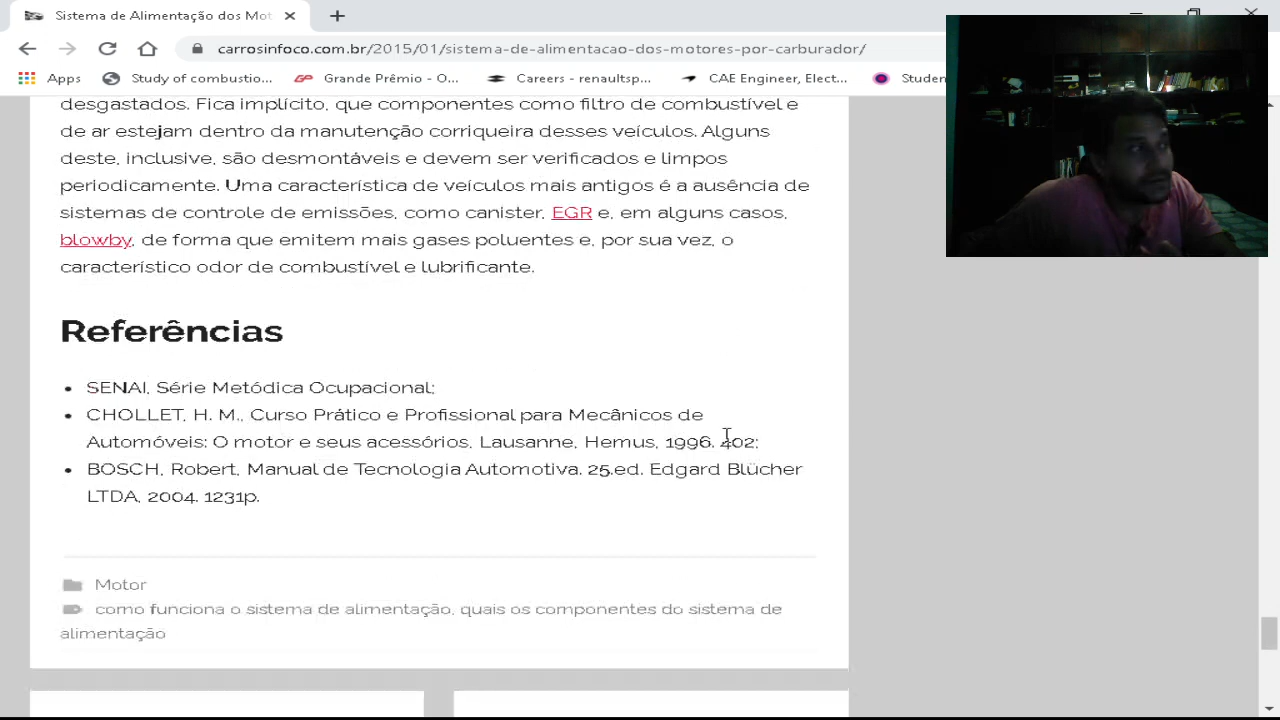 Sistema de Alimentação dos Mot
carrosinfoco.com.br/2015/01/sistema-de-alimentacao-dos-motores-por-carburador/
Apps Study of combustio... Grande Prêmio - O... Careers - renaultsp... CAE Engineer, Elect... Studen
desgastados. Fica implícito, que componentes como filtro de combustível e
de ar estejam dentro da manutenção corriqueira desses veículos. Alguns
deste, inclusive, são desmontáveis e devem ser verificados e limpos
periodicamente. Uma característica de veículos mais antigos é a ausência de
sistemas de controle de emissões, como canister, EGR e, em alguns casos,
blowby, de forma que emitem mais gases poluentes e, por sua vez, o
característico odor de combustível e lubrificante.
Referências
• SENAI, Série Metódica Ocupacional;
• CHOLLET, H. M., Curso Prático e Profissional para Mecânicos de
Automóveis: O motor e seus acessórios, Lausanne, Hemus, 1996. 402;
• BOSCH, Robert, Manual de Tecnologia Automotiva. 25.ed. Edgard Blücher
LTDA, 2004. 1231p.
Motor
como funciona o sistema de alimentação, quais os componentes do sistema de
alimentação